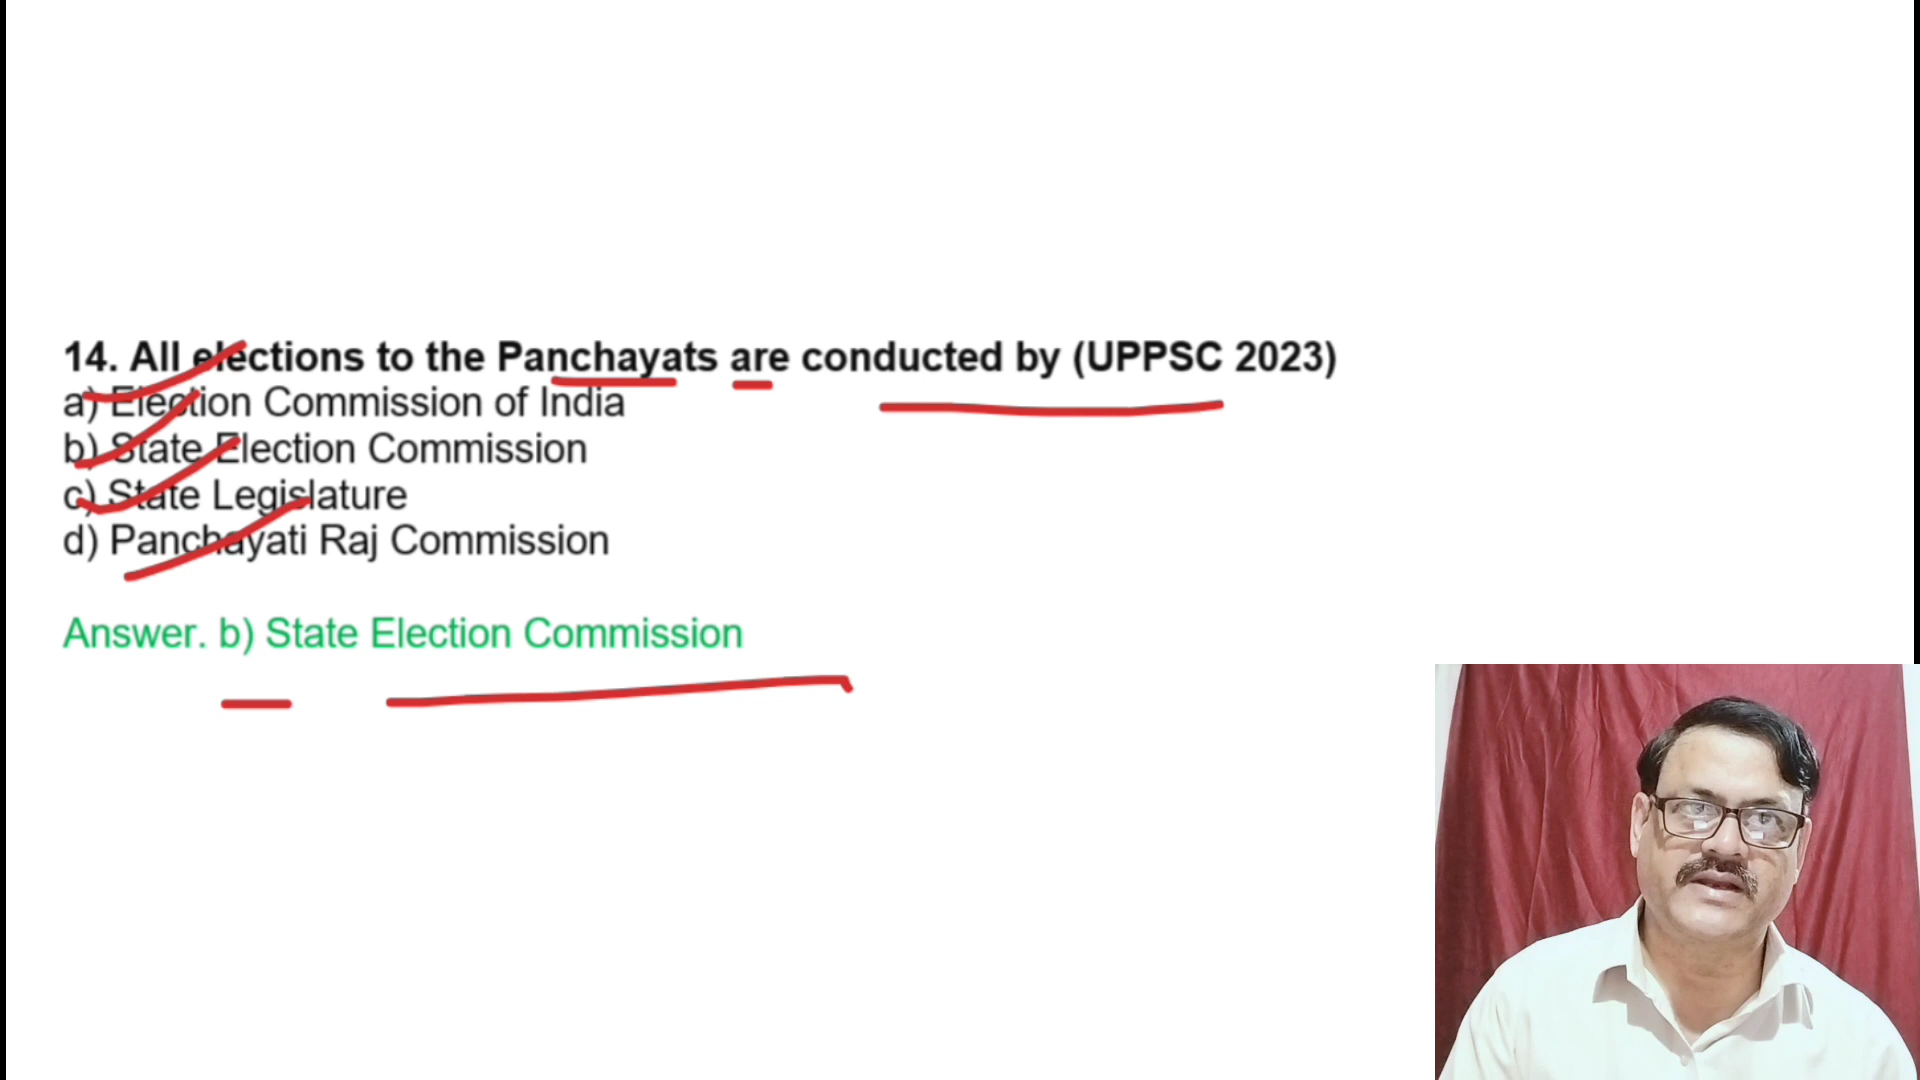 14. All elections to the Panchayats are conducted by (UPPSC 2023)
a) Election Commission of India
b) State Election Commission
c) State Legislature
d) Panchayati Raj Commission
Answer. b) State Election Commission